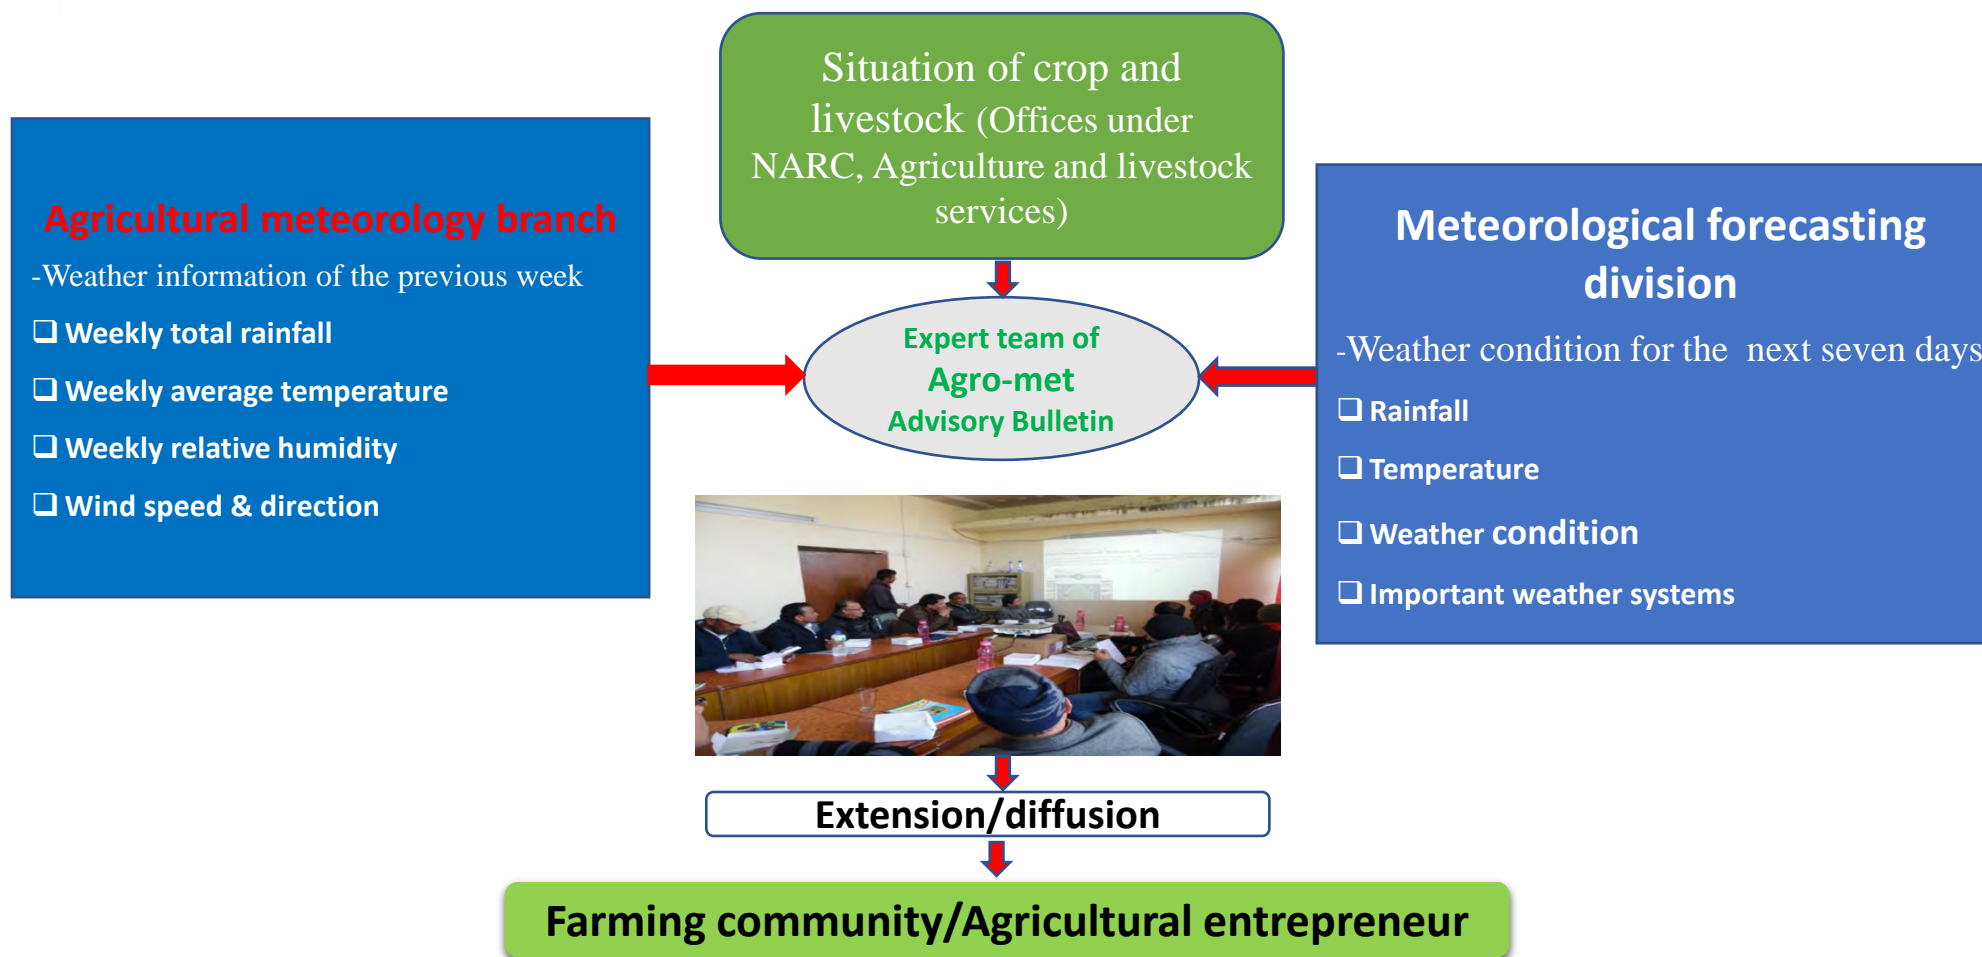 Situation of crop and
livestock (Offices under
NARC, Agriculture and livestock
services)
Agricultural meteorology branch
-Weather information of the previous week
❑ Weekly total rainfall
❑ Weekly average temperature
❑ Weekly relative humidity
❑ Wind speed & direction
Expert team of
Agro-met
Advisory Bulletin
Meteorological forecasting
division
-Weather condition for the next seven days
❑ Rainfall
❑ Temperature
❑ Weather condition
❑ Important weather systems
Extension/diffusion
Farming community/Agricultural entrepreneur